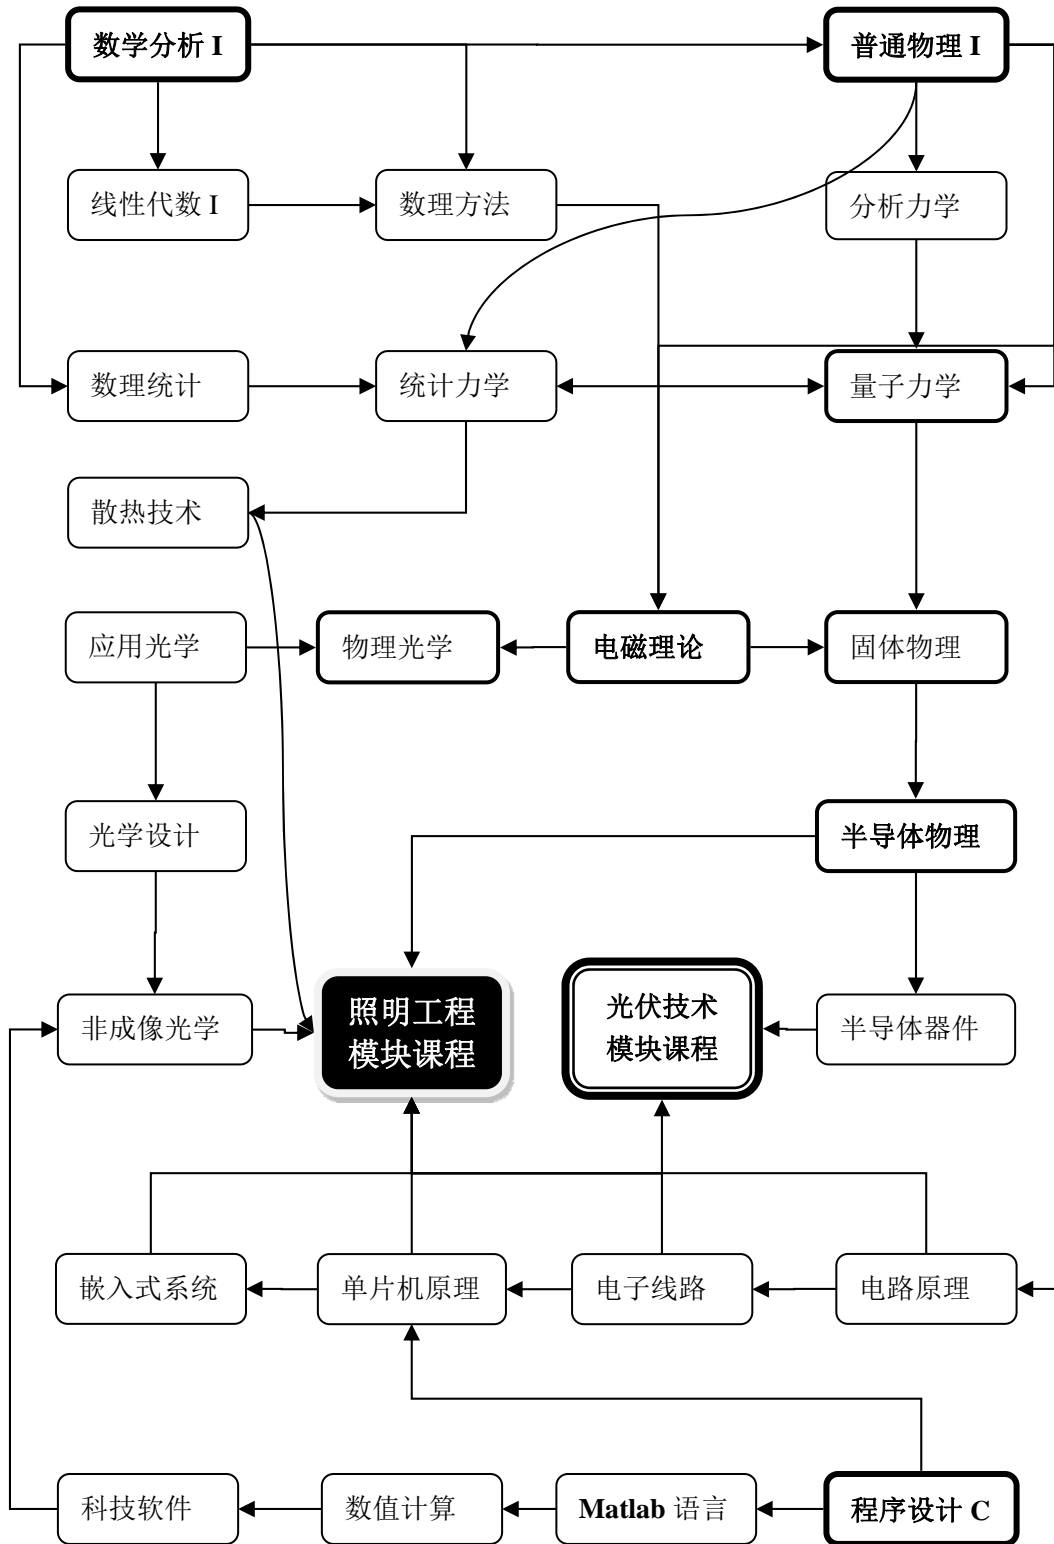 数学分析 I
普通物理 I
线性代数 I
数理方法
分析力学
数理统计
统计力学
量子力学
散热技术
应用光学
物理光学
电磁理论
固体物理
光学设计
半导体物理
非成像光学
照明工程
模块课程
光伏技术
模块课程
半导体器件
嵌入式系统
单片机原理
电子线路
电路原理
科技软件
数值计算
Matlab 语言
程序设计 C